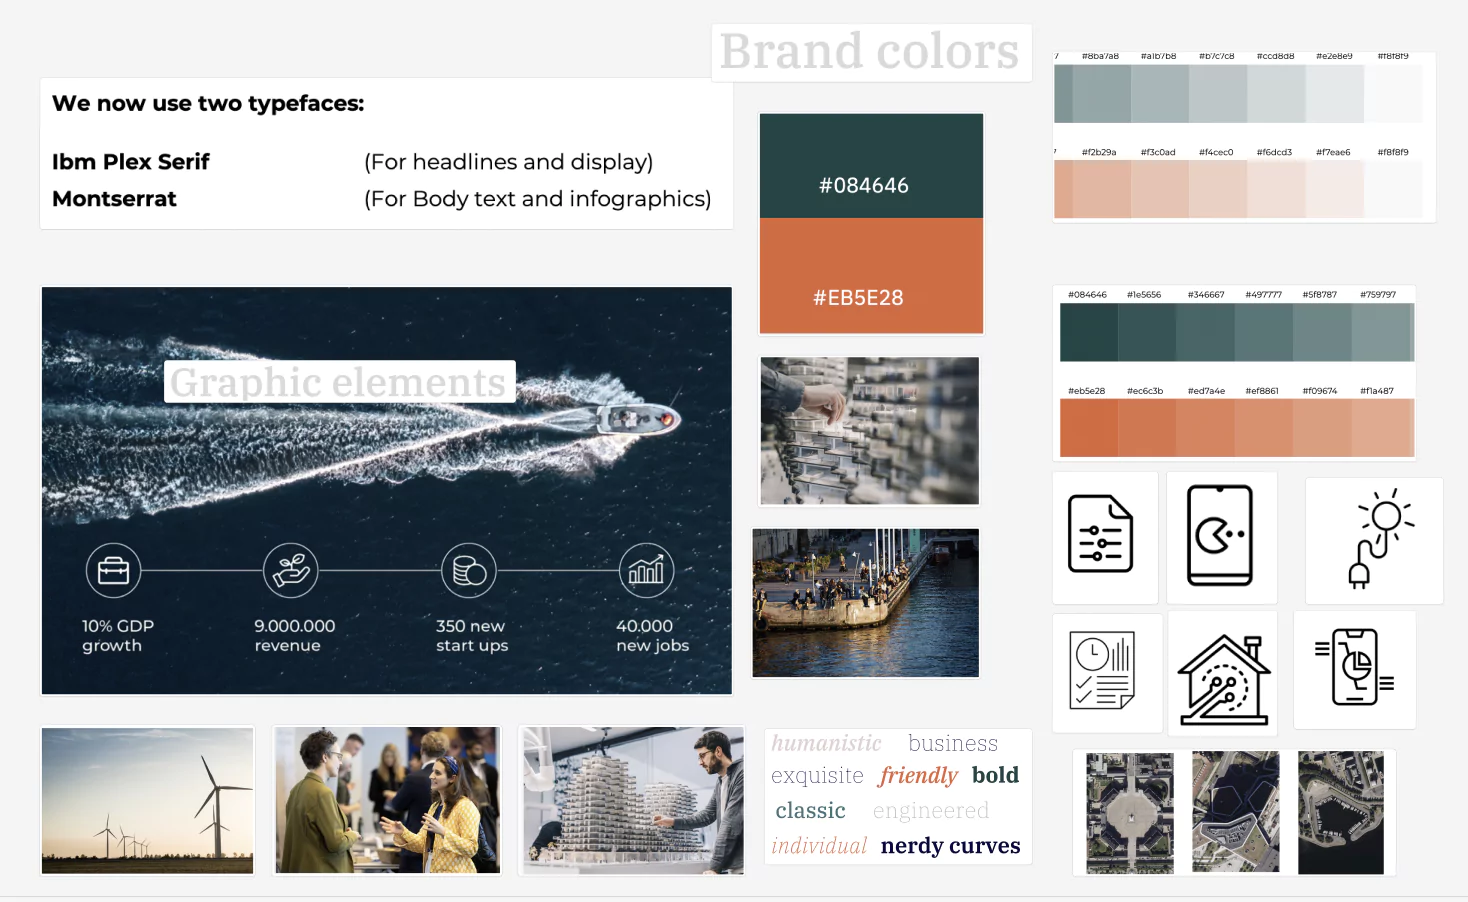 Brand colors
We now use two typefaces:
Ibm Plex Serif (For headlines and display)
Montserrat (For Body text and infographics)
#084646
#EB5E28
7 #8ba7a8 #a1b7b8 #b7c7c8 #ccd8d8 #e2e8e9 #f8f8f9
#f2b29a #f3c0ad #f4cec0 #f6dcd3 #f7eae6 #f8f8f9
#084646 #1e5656 #346667 #497777 #5f8787 #759797
#eb5e28 #ec6c3b #ed7a4e #ef8861 #f09674 #f1a487
Graphic elements
10% GDP
growth
9.000.000
revenue
350 new
start ups
40.000
new jobs
humanistic business
exquisite friendly bold
classic engineered
individual nerdy curves